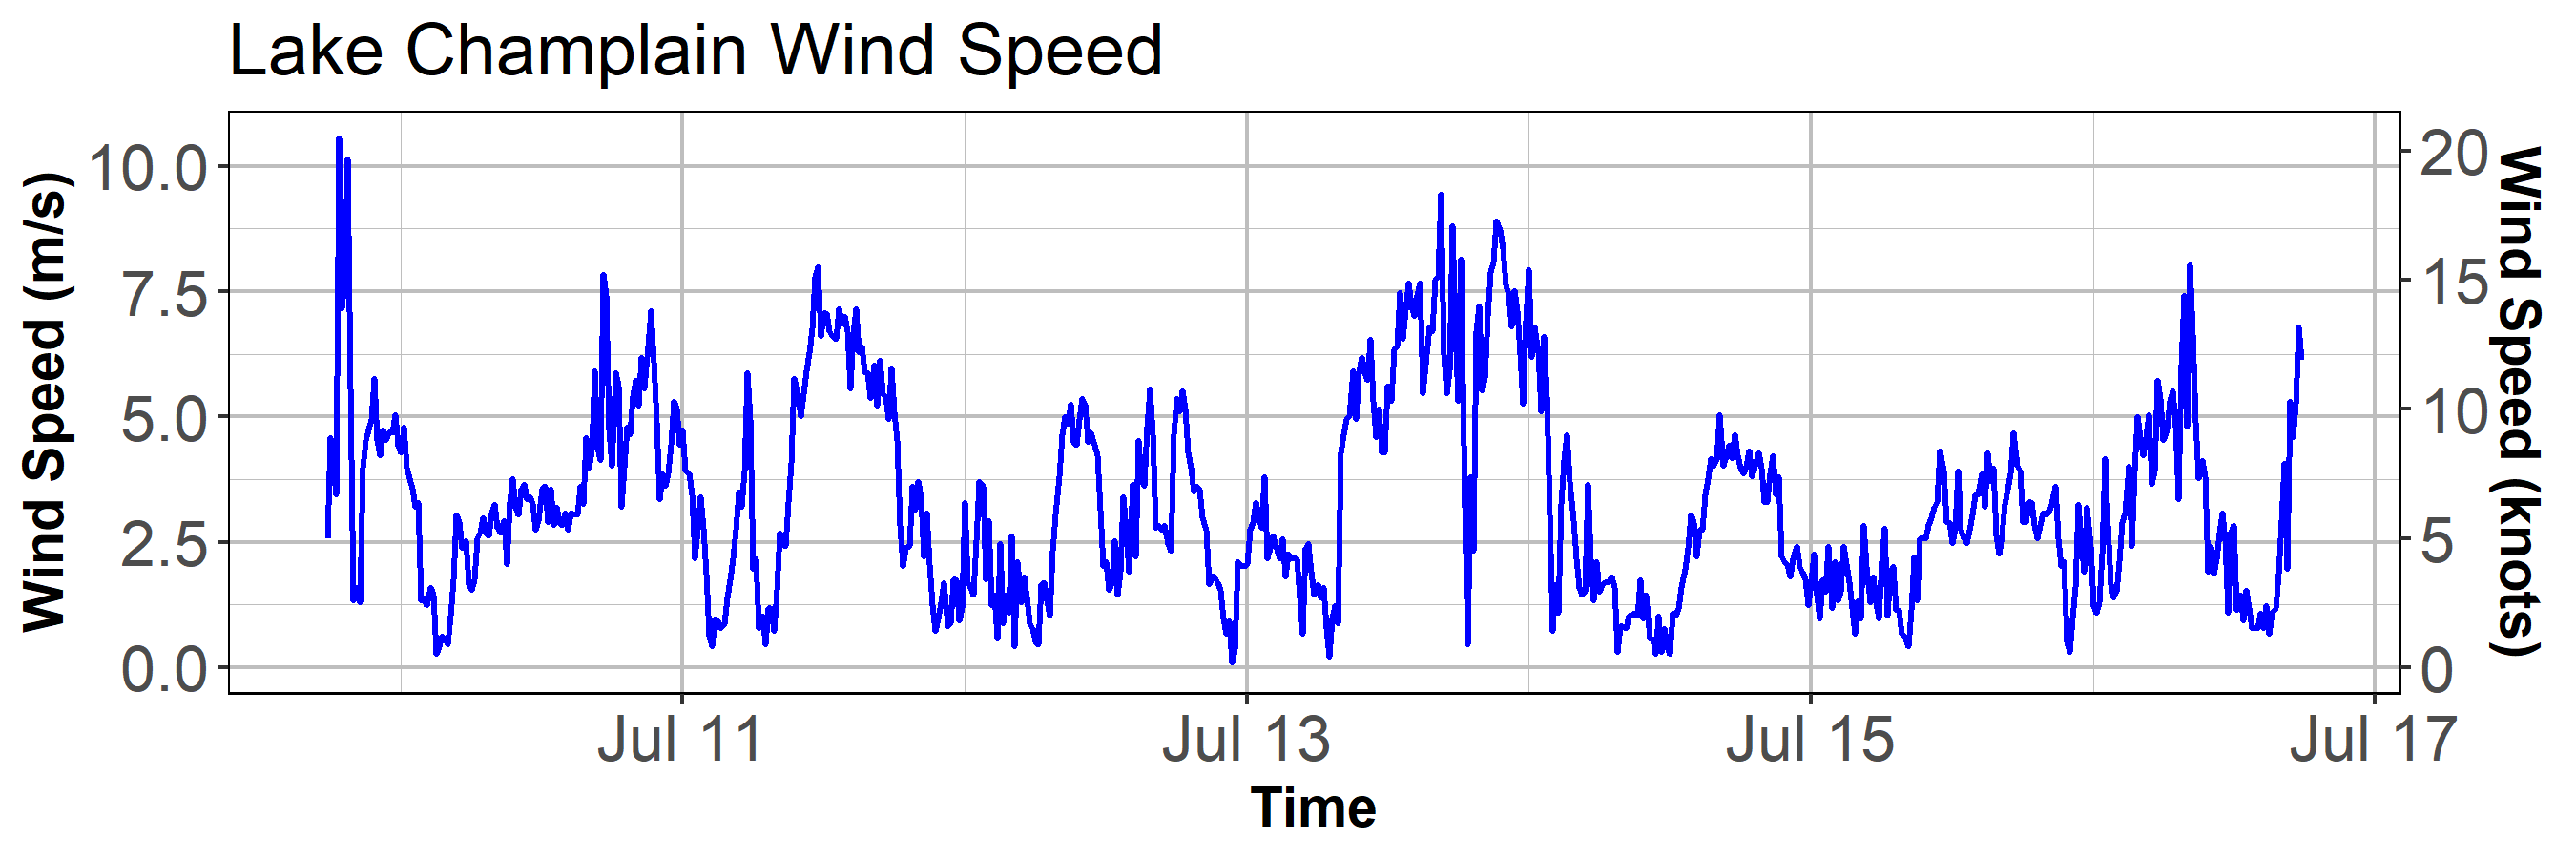 Lake Champlain Wind Speed
Wind Speed (m/s)
10.0
7.5
5.0
2.5
0.0
20
15
10
5
0
Wind Speed (knots)
Jul 11
Jul 13
Jul 15
Jul 17
Time